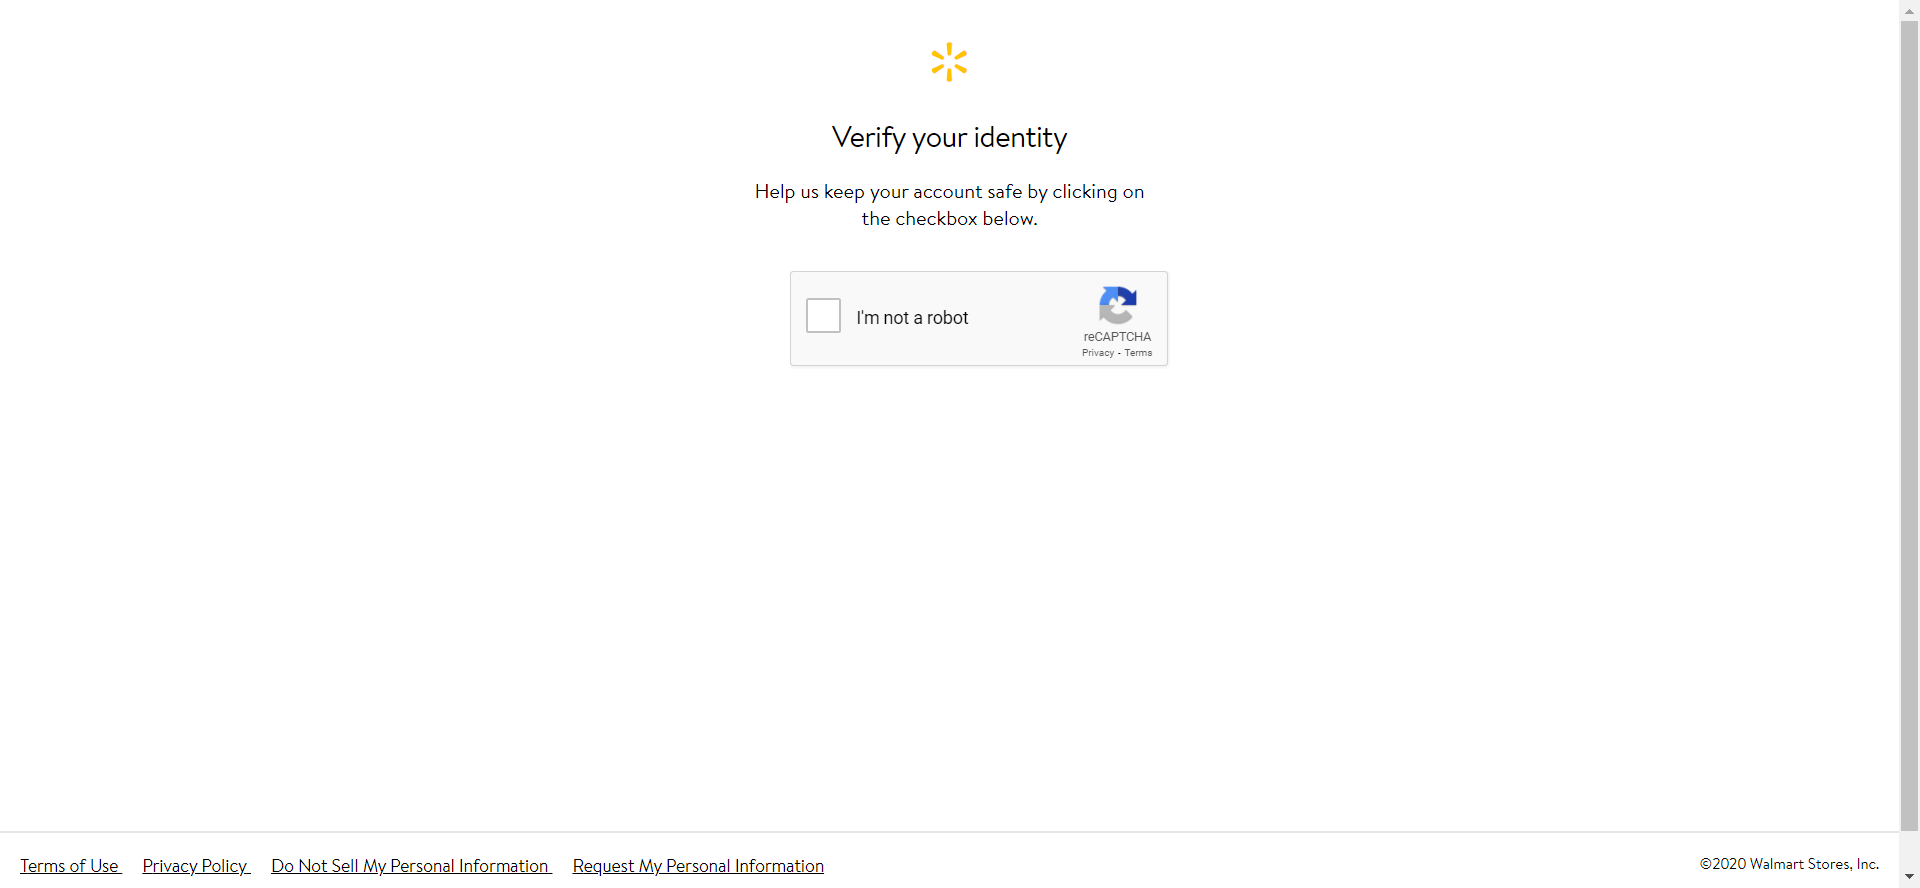 Verify your identity
Help us keep your account safe by clicking on
the checkbox below.
I'm not a robot
reCAPTCHA
Privacy - Terms
Terms of Use Privacy Policy Do Not Sell My Personal Information Request My Personal Information ©2020 Walmart Stores, Inc.